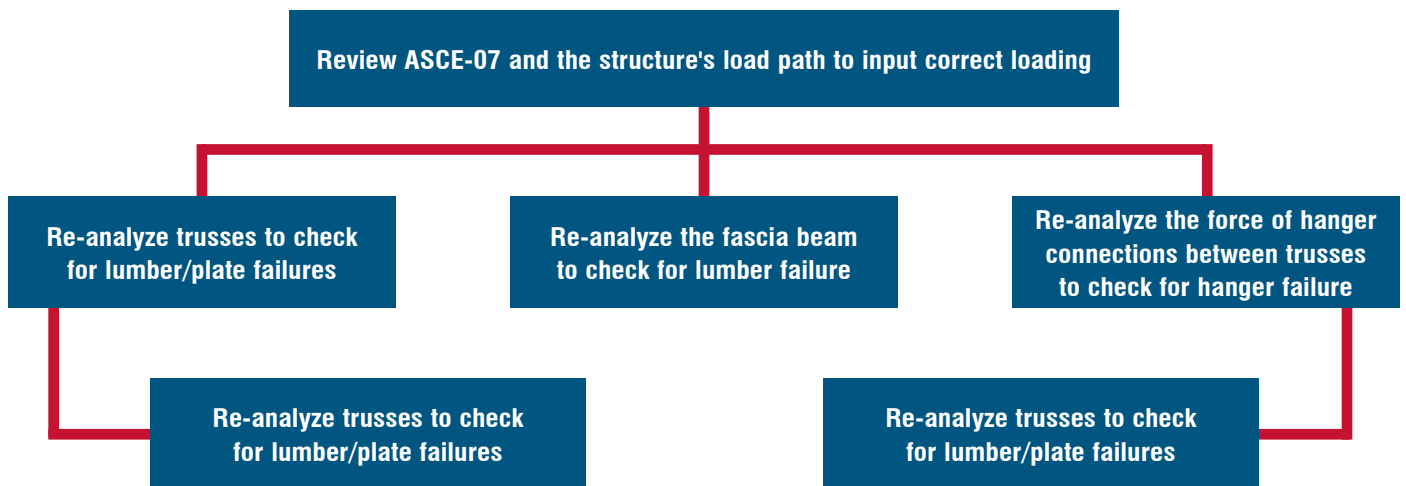 Review ASCE-07 and the structure's load path to input correct loading
Re-analyze trusses to check
for lumber/plate failures
Re-analyze the fascia beam
to check for lumber failure
Re-analyze the force of hanger
connections between trusses
to check for hanger failure
Re-analyze trusses to check
for lumber/plate failures
Re-analyze trusses to check
for lumber/plate failures